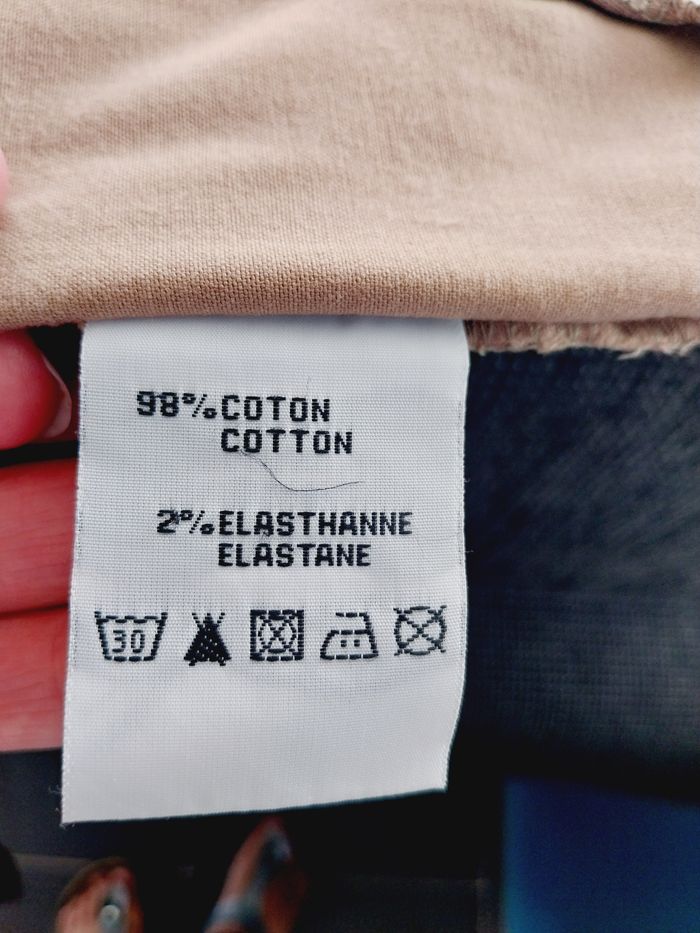 98% COTON
COTTON
2% ELASTHANNE
ELASTANE
30